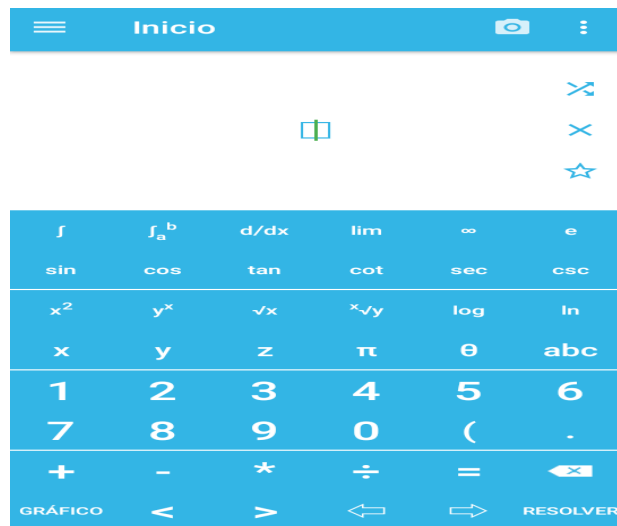 Inicio
∫ ∫ₐᵇ d/dx lim ∞ e
sin cos tan cot sec csc
x² yˣ √x ˣ√y log ln
x y z π θ abc
1 2 3 4 5 6
7 8 9 0 ( .
+ - * ÷ =
GRÁFICO < > RESOLVER